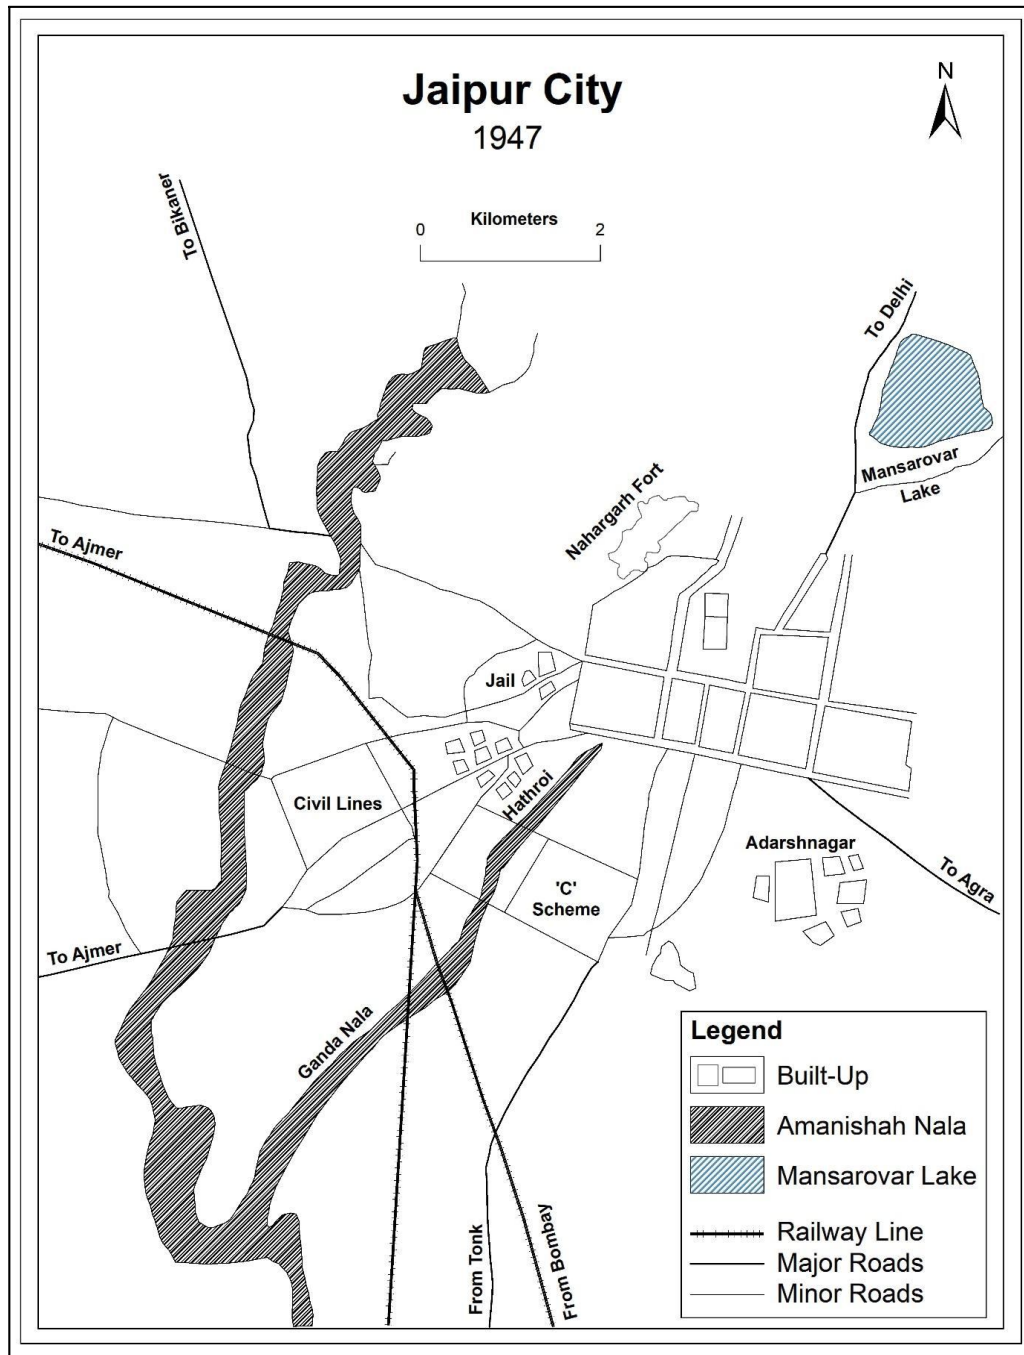 Jaipur City
1947
N
Kilometers
0 2
To Bikaner
To Delhi
Mansarovar
Lake
Nahargarh Fort
To Ajmer
Jail
Hathroi
Civil Lines
Adarshnagar
'C'
Scheme
To Agra
To Ajmer
Ganda Nala
From Tonk
From Bombay
Legend
Built-Up
Amanishah Nala
Mansarovar Lake
Railway Line
Major Roads
Minor Roads